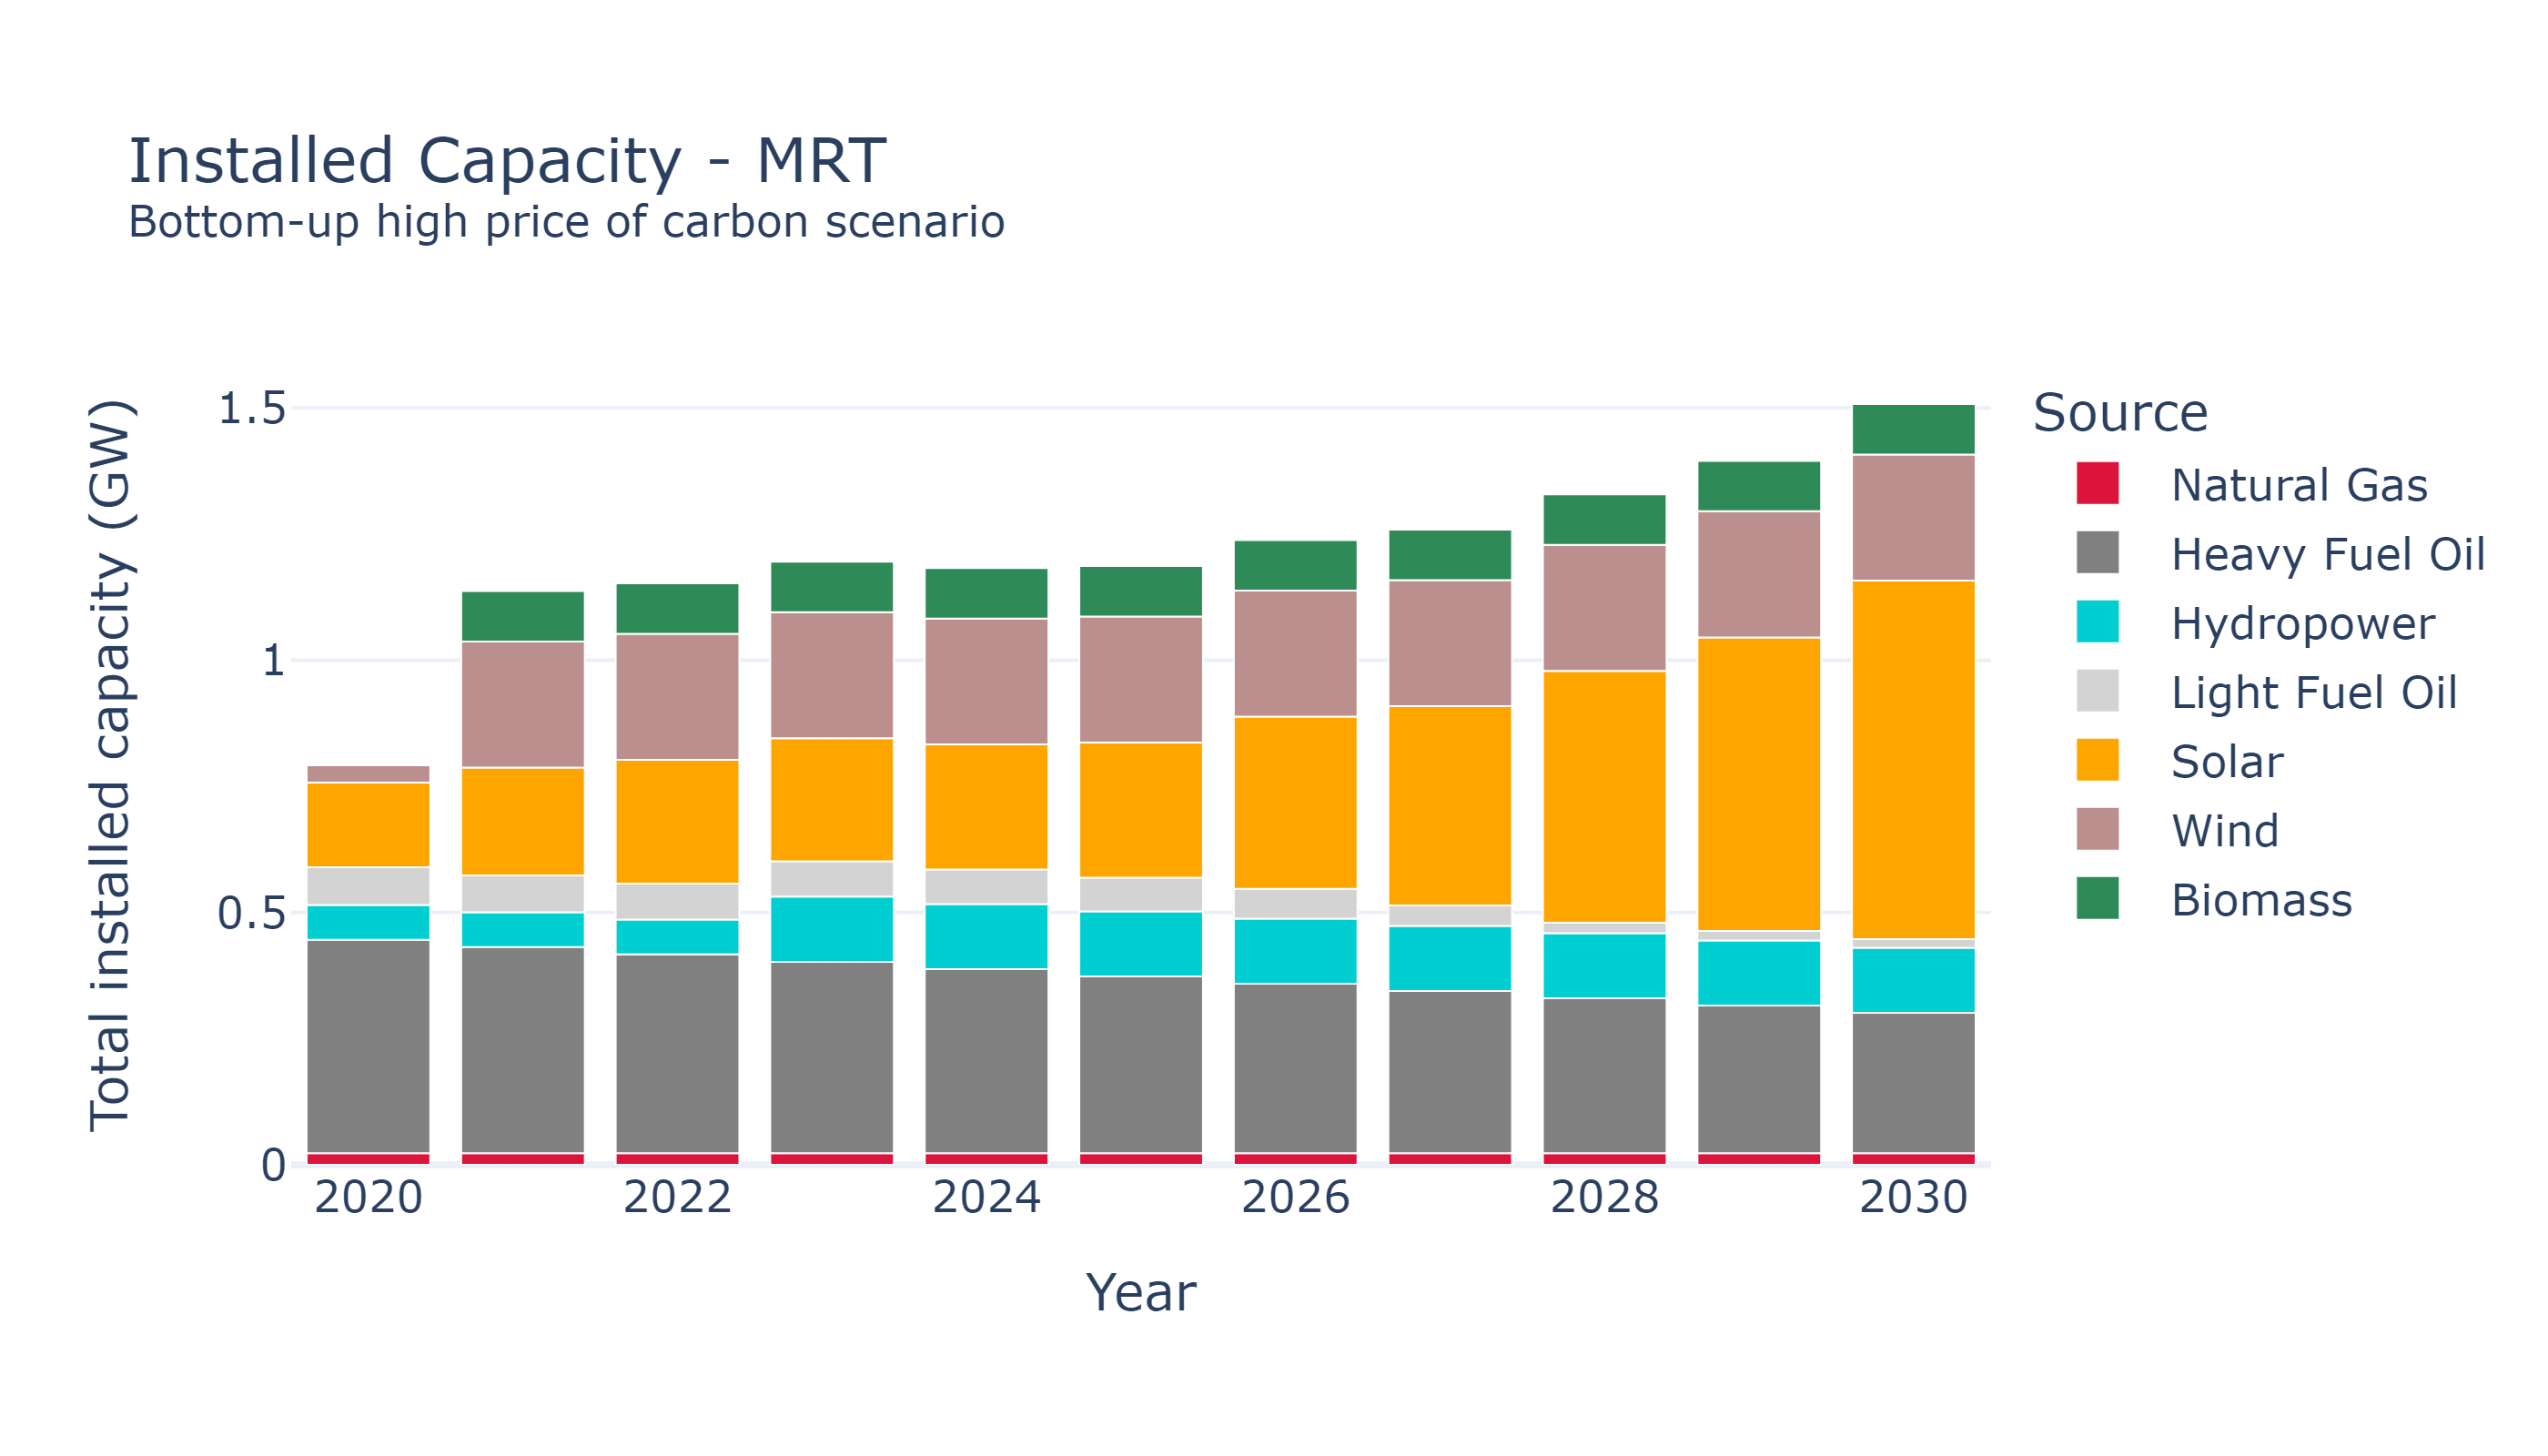 Installed Capacity - MRT
Bottom-up high price of carbon scenario
Total installed capacity (GW)
1.5
1
0.5
0
2020 2022 2024 2026 2028 2030
Year
Source
Natural Gas
Heavy Fuel Oil
Hydropower
Light Fuel Oil
Solar
Wind
Biomass